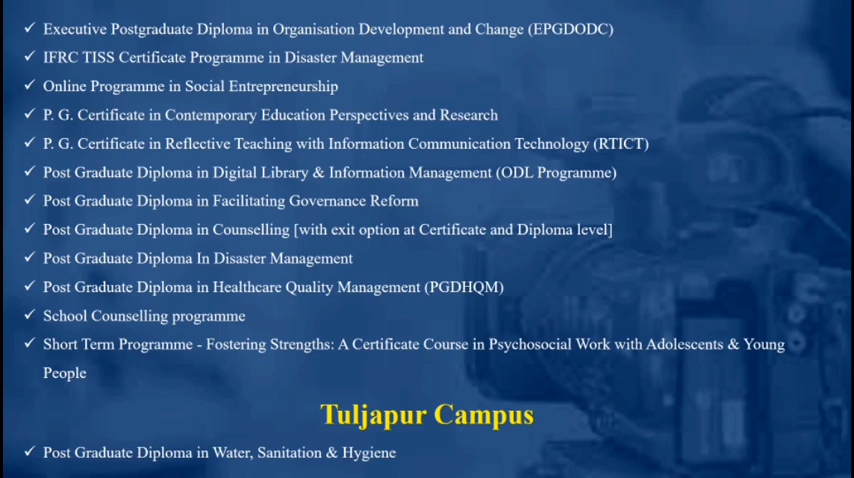 ✓ Executive Postgraduate Diploma in Organisation Development and Change (EPGDODC)
✓ IFRC TISS Certificate Programme in Disaster Management
✓ Online Programme in Social Entrepreneurship
✓ P. G. Certificate in Contemporary Education Perspectives and Research
✓ P. G. Certificate in Reflective Teaching with Information Communication Technology (RTICT)
✓ Post Graduate Diploma in Digital Library & Information Management (ODL Programme)
✓ Post Graduate Diploma in Facilitating Governance Reform
✓ Post Graduate Diploma in Counselling [with exit option at Certificate and Diploma level]
✓ Post Graduate Diploma In Disaster Management
✓ Post Graduate Diploma in Healthcare Quality Management (PGDHQM)
✓ School Counselling programme
✓ Short Term Programme - Fostering Strengths: A Certificate Course in Psychosocial Work with Adolescents & Young
People
Tuljapur Campus
✓ Post Graduate Diploma in Water, Sanitation & Hygiene